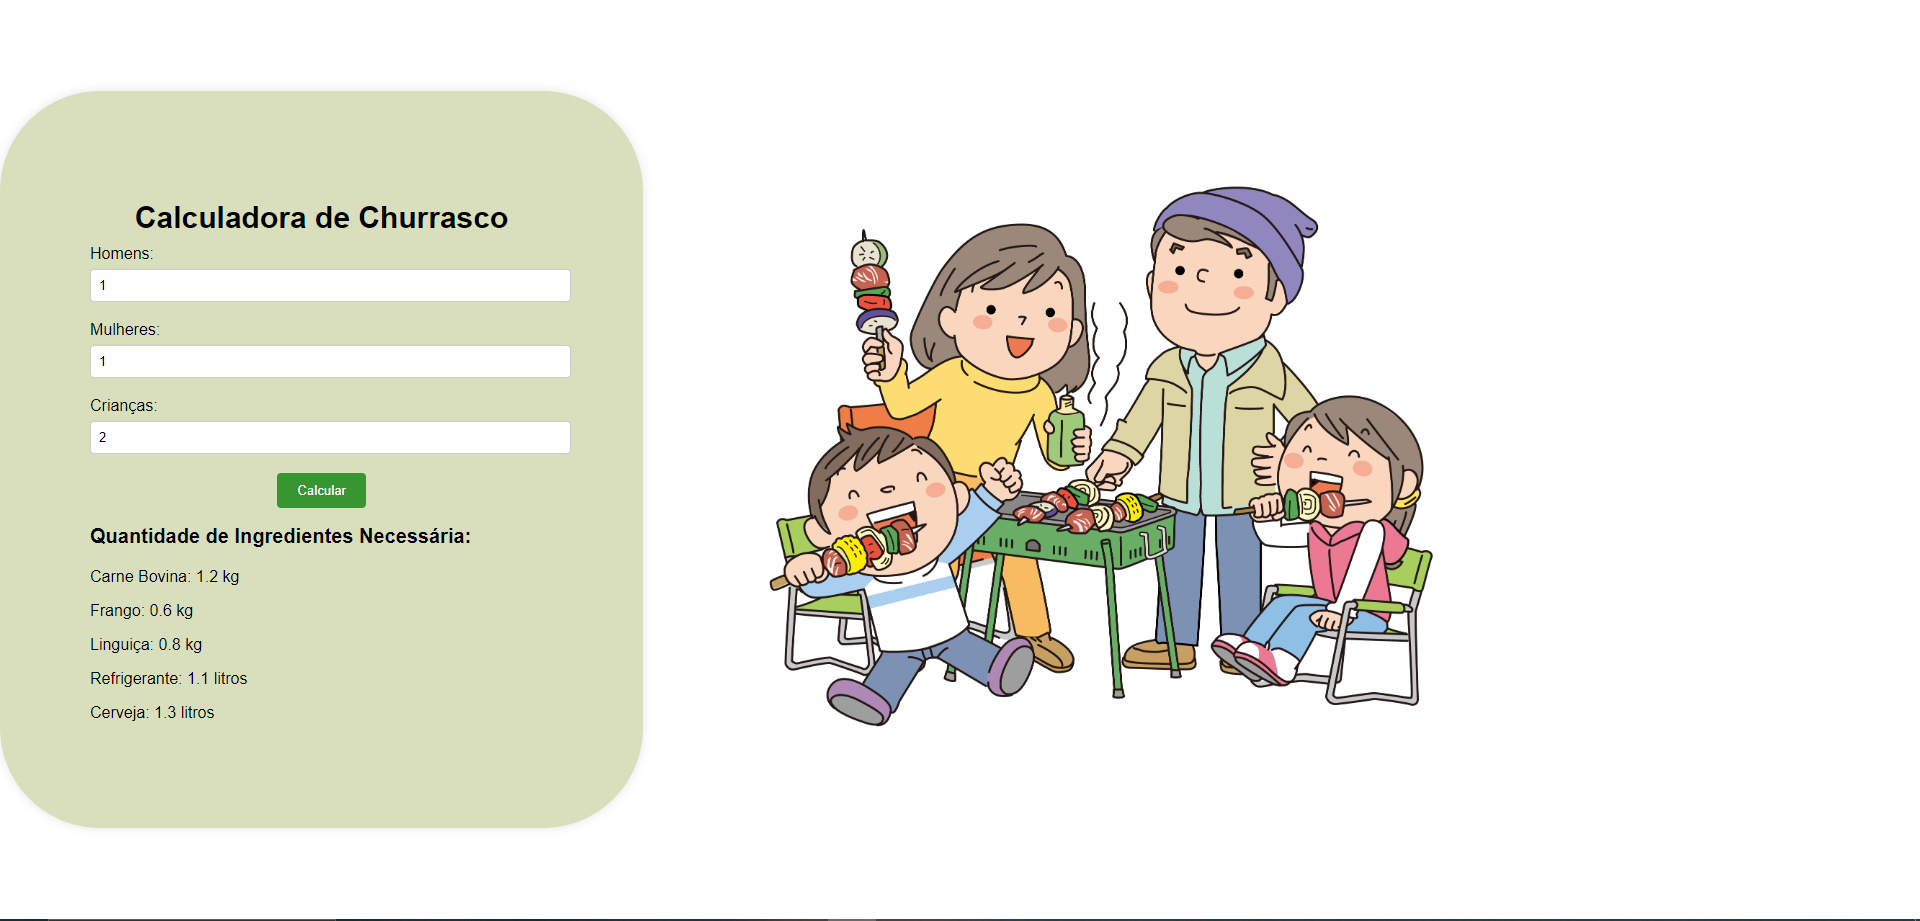 Calculadora de Churrasco
Homens:
1
Mulheres:
1
Crianças:
2
Calcular
Quantidade de Ingredientes Necessária:
Carne Bovina: 1.2 kg
Frango: 0.6 kg
Linguiça: 0.8 kg
Refrigerante: 1.1 litros
Cerveja: 1.3 litros